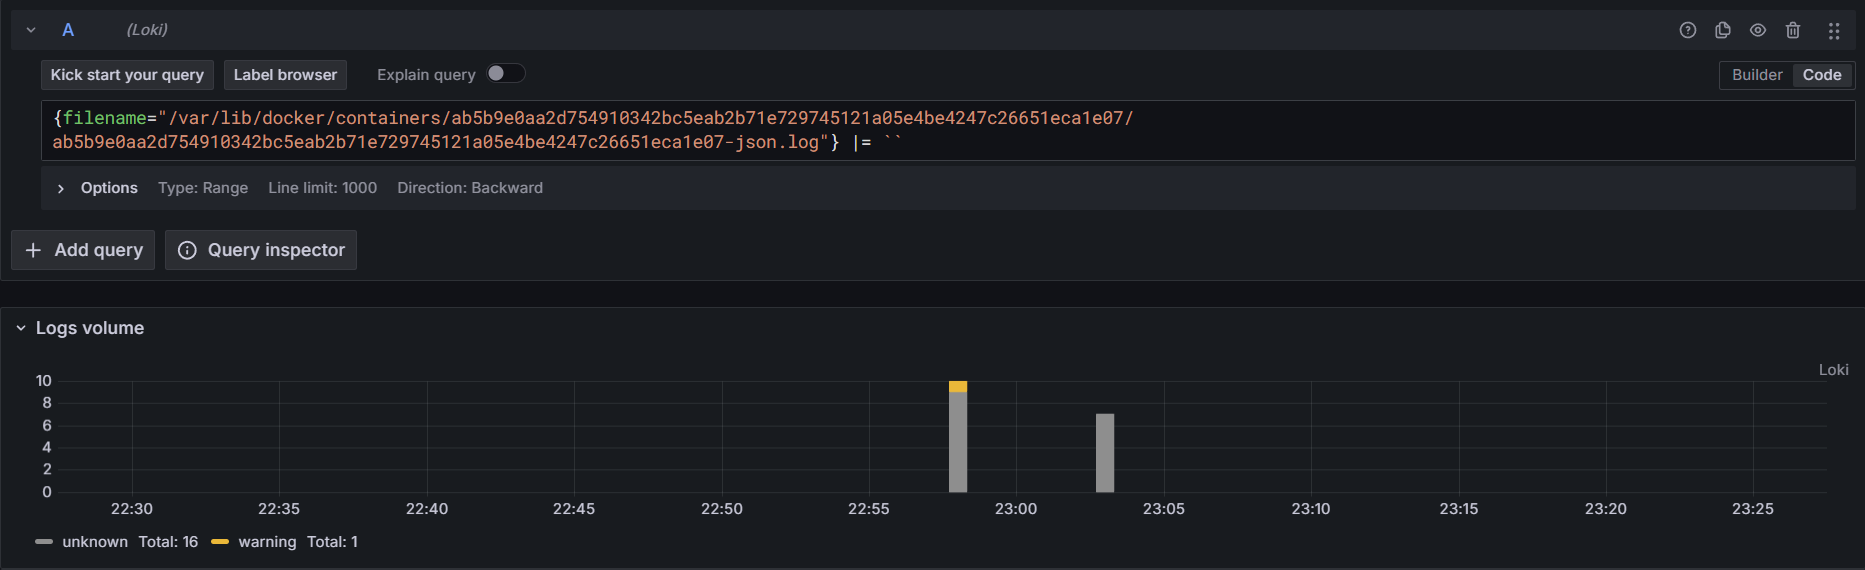 A (Loki)
Kick start your query Label browser Explain query Builder Code
{filename="/var/lib/docker/containers/ab5b9e0aa2d754910342bc5eab2b71e729745121a05e4be4247c26651eca1e07/
ab5b9e0aa2d754910342bc5eab2b71e729745121a05e4be4247c26651eca1e07-json.log"} |= ``
Options Type: Range Line limit: 1000 Direction: Backward
+ Add query Query inspector
Logs volume
Loki
10
8
6
4
2
0
22:30 22:35 22:40 22:45 22:50 22:55 23:00 23:05 23:10 23:15 23:20 23:25
unknown Total: 16 warning Total: 1